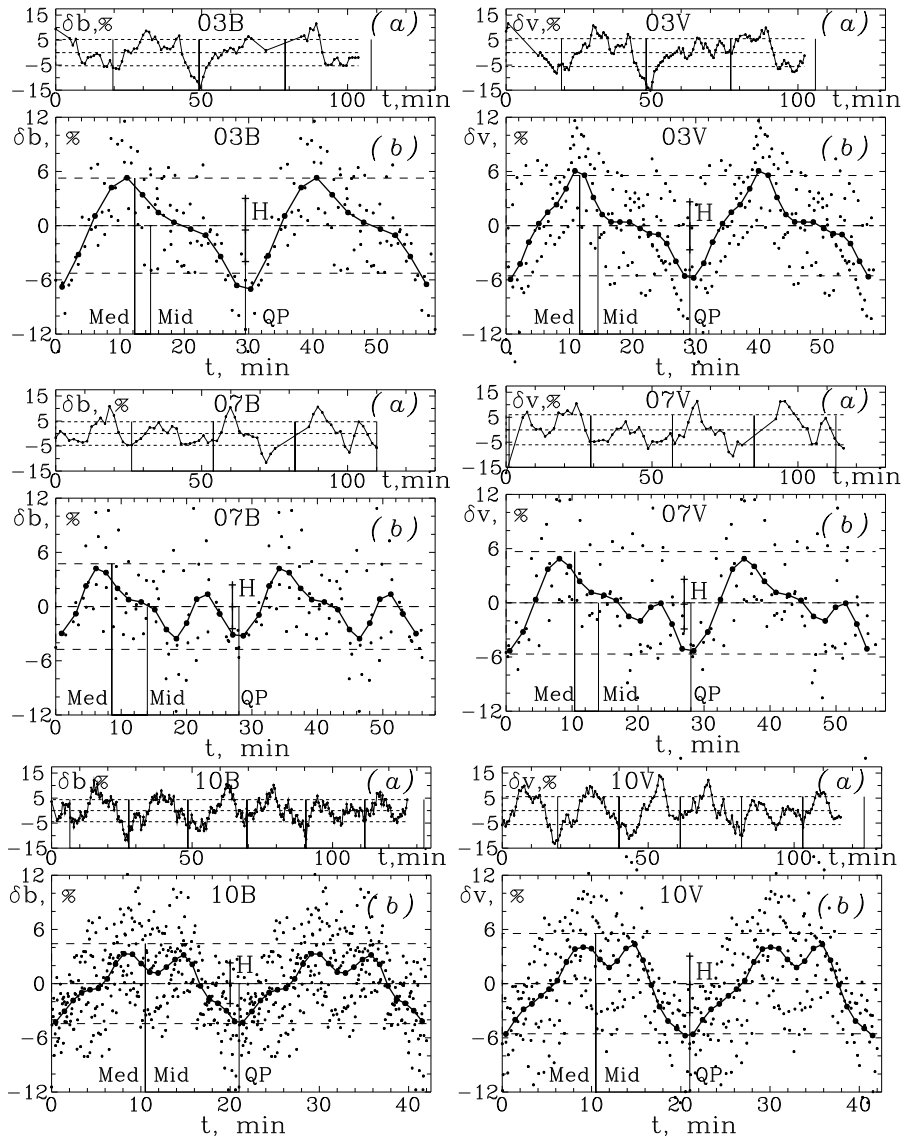 δb,% 03B (a)
15
5
−5
−15
0 50 100 t,min
δv,% 03V (a)
15
5
−5
−15
0 50 100 t,min
δb, % 03B (b)
12
6
0
−6
−12
H
Med Mid QP
0 10 20 30 40 50
t, min
δv, % 03V (b)
12
6
0
−6
−12
H
Med Mid QP
0 10 20 30 40 50
t, min
δb, % 07B (a)
15
5
−5
−15
0 50 100 t,min
δv,% 07V (a)
15
5
−5
−15
0 50 100 t,min
δb, % 07B (b)
12
6
0
−6
−12
H
Med Mid QP
0 10 20 30 40 50
t, min
δv, % 07V (b)
12
6
0
−6
−12
H
Med Mid QP
0 10 20 30 40 50
t, min
δb,% 10B (a)
15
5
−5
−15
0 50 100 t,min
δv,% 10V (a)
15
5
−5
−15
0 50 100 t,min
δb, % 10B (b)
12
6
0
−6
−12
H
Med Mid QP
0 10 20 30 40
t, min
δv, % 10V (b)
12
6
0
−6
−12
H
Med Mid QP
0 10 20 30 40
t, min